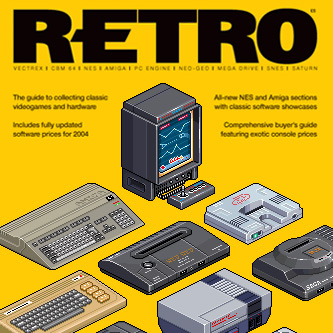 RETRO
VECTREX | CBM 64 | NES | AMIGA | PC ENGINE | NEO-GEO | MEGA DRIVE | SNES | SATURN
The guide to collecting classic
videogames and hardware
Includes fully updated
software prices for 2004
All-new NES and Amiga sections
with classic software showcases
Comprehensive buyer's guide
featuring exotic console prices
SEGA